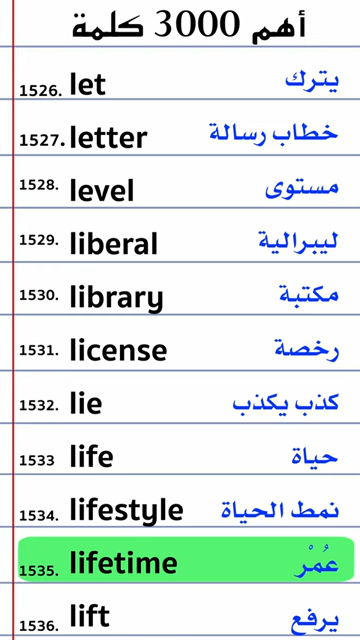 أهم 3000 كلمة
1526. let يترك
1527. letter خطاب رسالة
1528. level مستوى
1529. liberal ليبرالية
1530. library مكتبة
1531. license رخصة
1532. lie كذب يكذب
1533 life حياة
1534. lifestyle نمط الحياة
1535. lifetime عُمْر
1536. lift يرفع